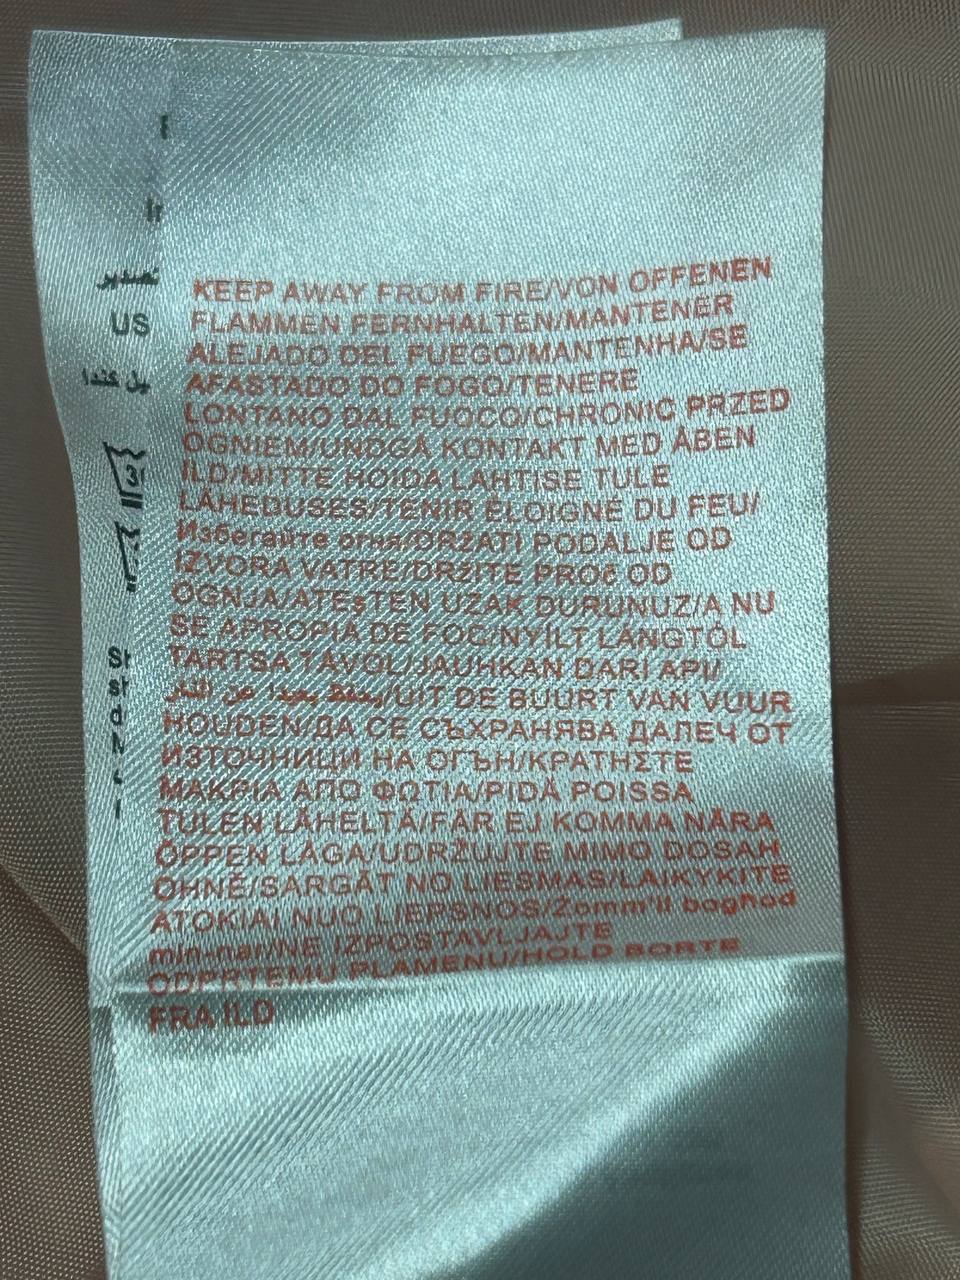 KEEP AWAY FROM FIRE/VON OFFENEN
FLAMMEN FERNHALTEN/MANTENER
ALEJADO DEL FUEGO/MANTENHA/SE
AFASTADO DO FOGO/TENERE
LONTANO DAL FUOCO/CHRONIC PRZED
OGNIEM/UNDGÅ KONTAKT MED ÅBEN
ILD/MITTE HOIDA LAHTISE TULE
LÄHEDUSES/TENIR ÉLOIGNÉ DU FEU/
Избегайте огня/DRŽATI PODALJE OD
IZVORA VATRE/DRžITE PROč OD
OGNJA/ATEşTEN UZAK DURUNUZ/A NU
SE APROPIA DE FOC/NYÍLT LÁNGTÓL
TARTSA TÁVOL/JAUHKAN DARI API/
يحفظ بعيدا عن النار/UIT DE BUURT VAN VUUR
HOUDEN/ДА СЕ СЪХРАНЯВА ДАЛЕЧ ОТ
ИЗТОЧНИЦИ НА ОГЪН/ΚΡΑΤΗΣΤΕ
ΜΑΚΡΙΑ ΑΠΟ ΦΩΤΙΑ/PIDÄ POISSA
TULEN LÄHELTÄ/FÅR EJ KOMMA NÄRA
ÖPPEN LÅGA/UDRŽUJTE MIMO DOSAH
OHNĚ/SARGĀT NO LIESMAS/LAIKYKITE
ATOKIAI NUO LIEPSNOS/Żomm'il bogħod
min-nar/NE IZPOSTAVLJAJTE
ODPRTEMU PLAMENU/HOLD BORTE
FRA ILD
US